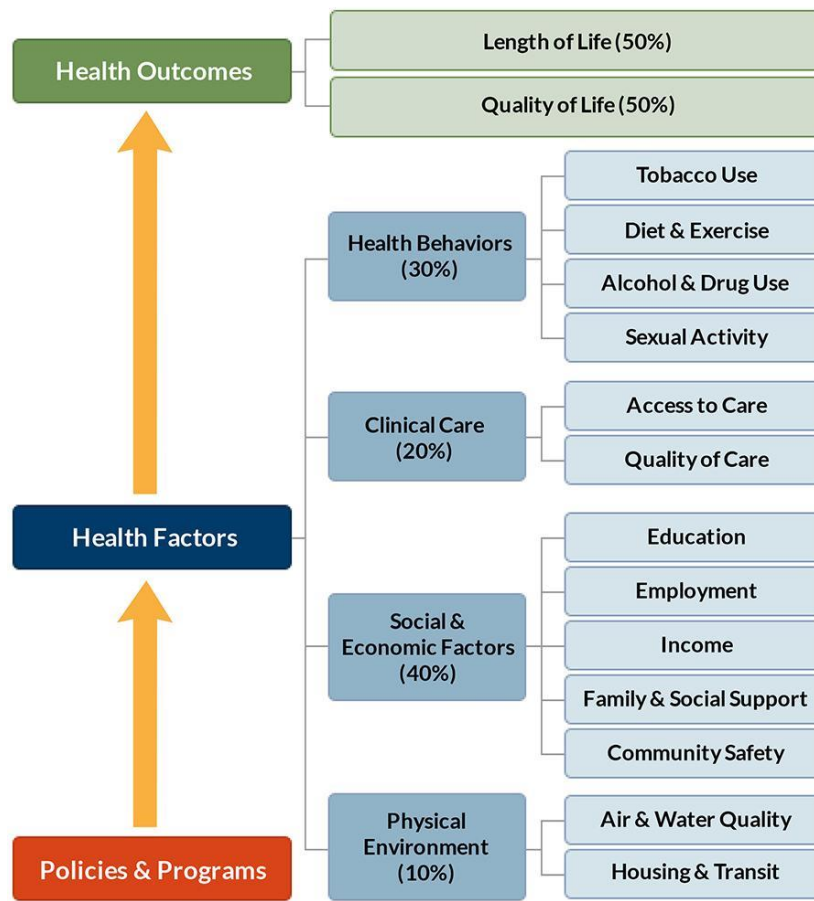 Health Outcomes
Length of Life (50%)
Quality of Life (50%)
Health Factors
Health Behaviors
(30%)
Tobacco Use
Diet & Exercise
Alcohol & Drug Use
Sexual Activity
Clinical Care
(20%)
Access to Care
Quality of Care
Social &
Economic Factors
(40%)
Education
Employment
Income
Family & Social Support
Community Safety
Physical
Environment
(10%)
Air & Water Quality
Housing & Transit
Policies & Programs